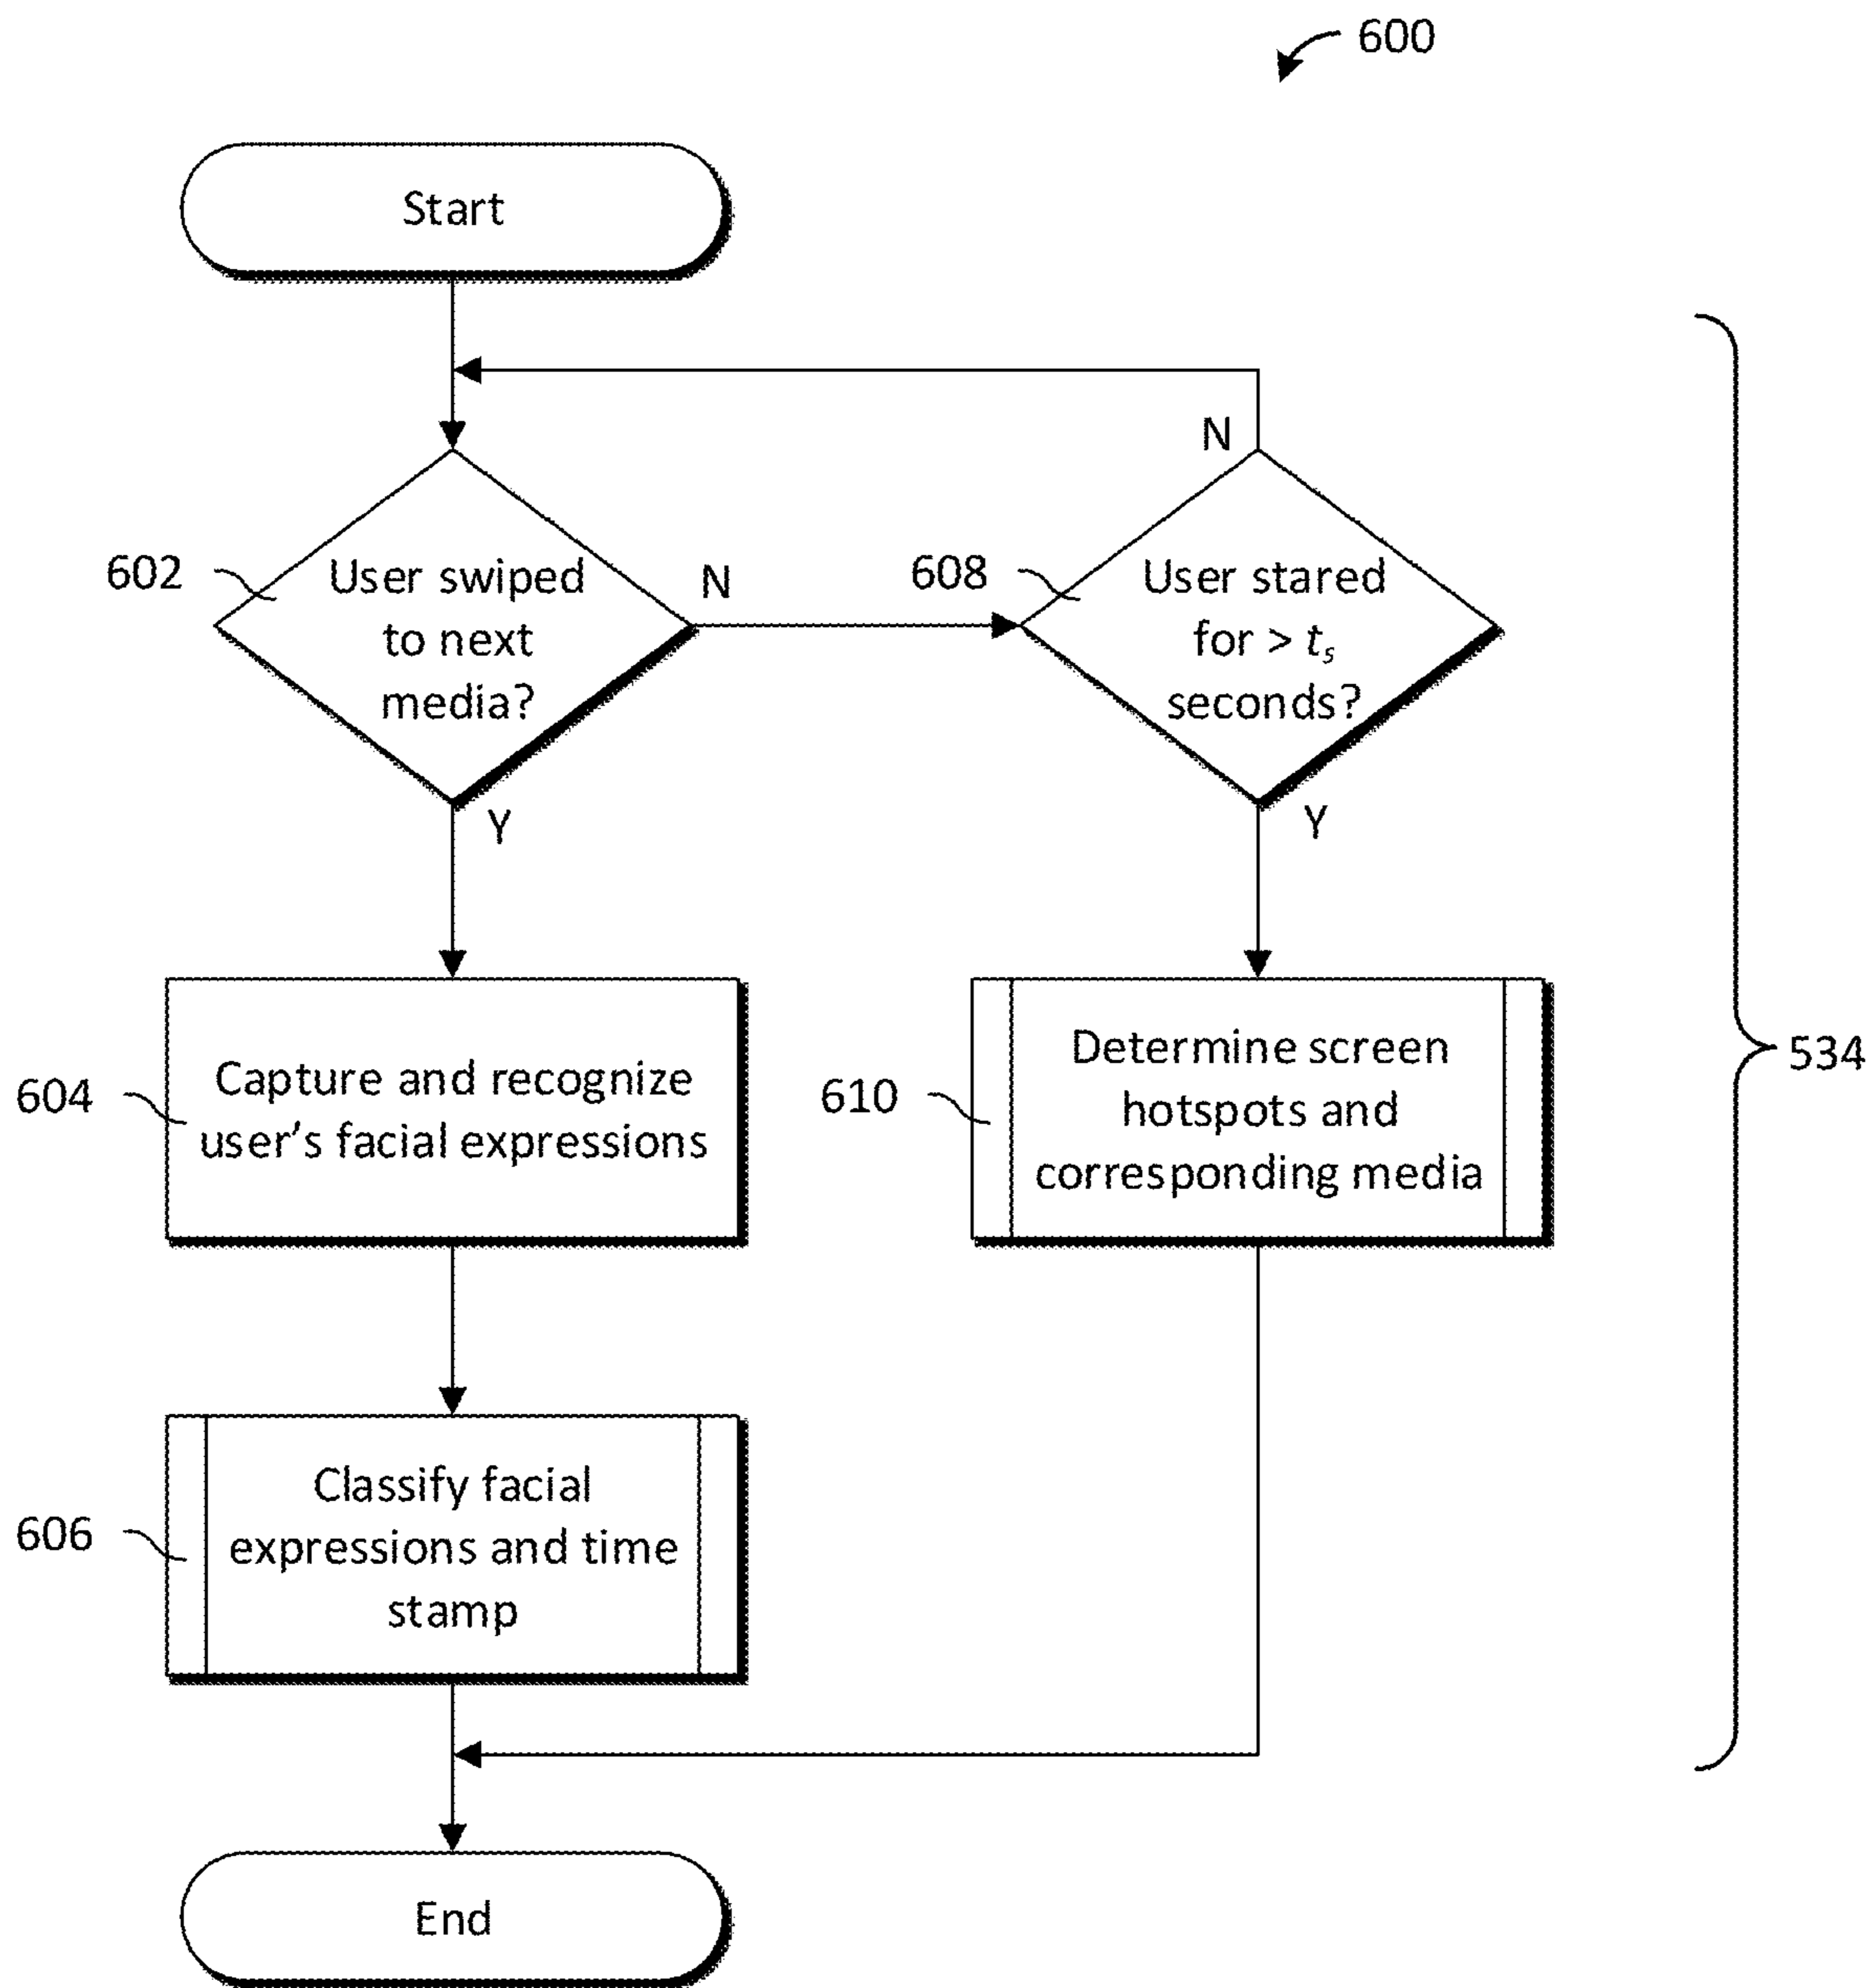 600
Start
N
602
User swiped
to next
media?
N
Y
608
User stared
for > tₛ
seconds?
Y
604
Capture and recognize
user's facial expressions
610
Determine screen
hotspots and
corresponding media
534
606
Classify facial
expressions and time
stamp
End